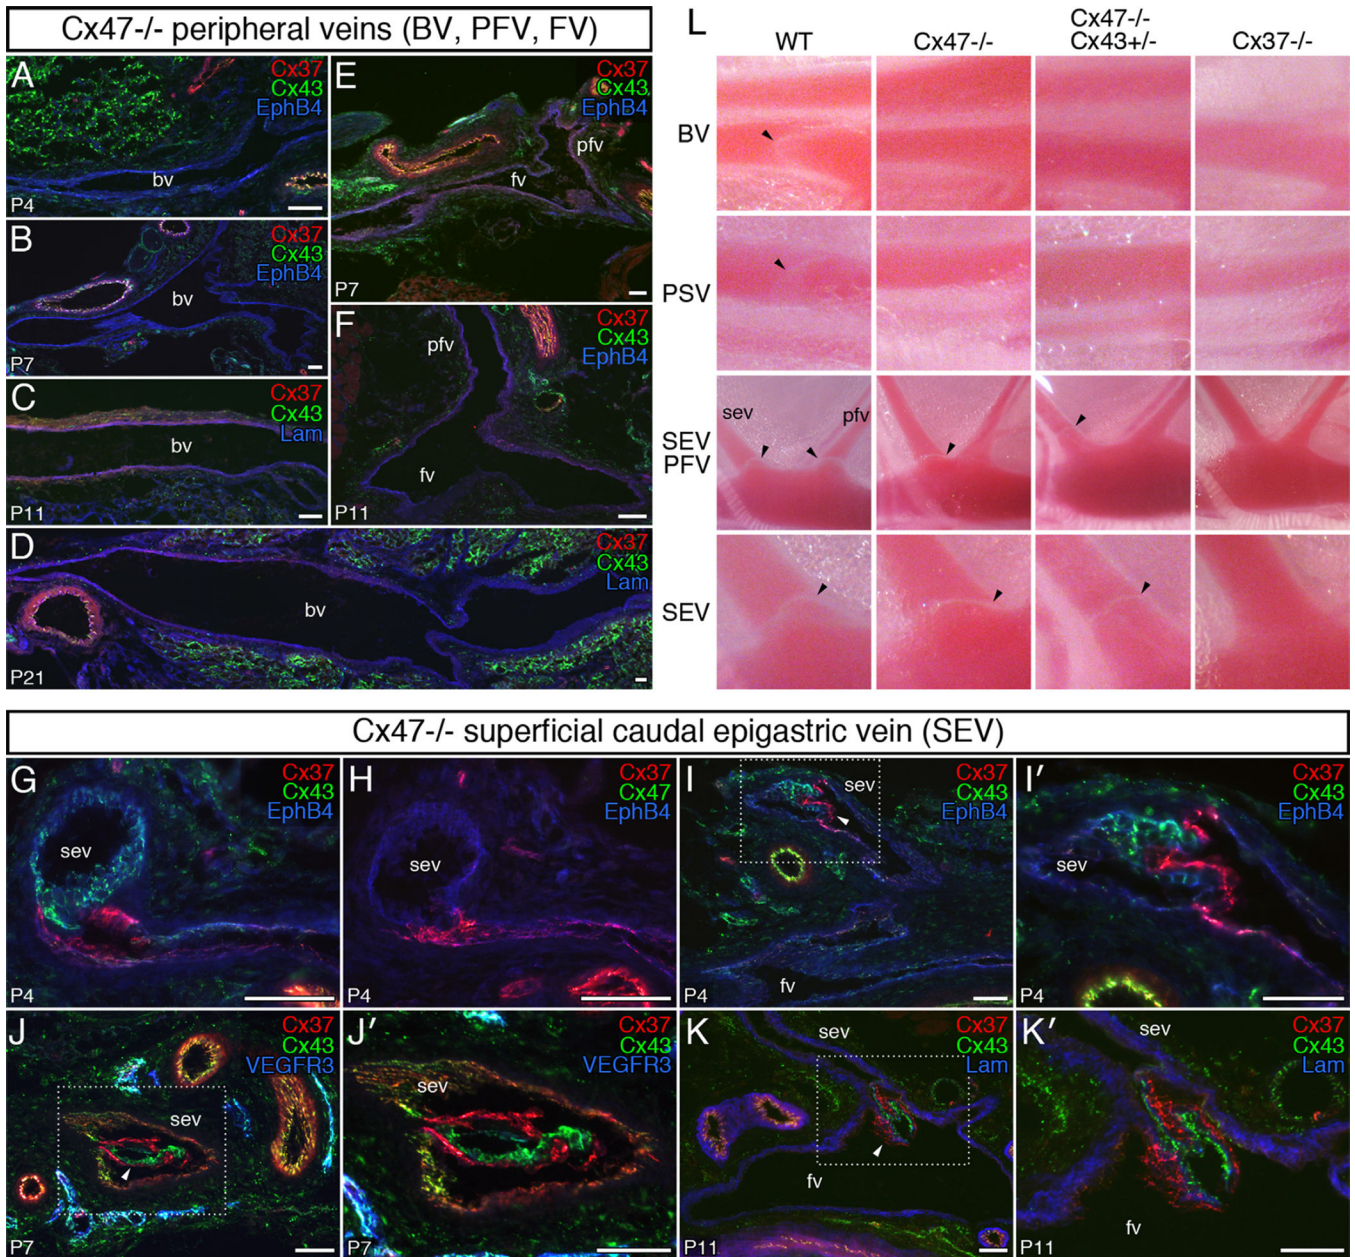 Cx47-/- peripheral veins (BV, PFV, FV)
A
Cx37
Cx43
EphB4
bv
P4
B
Cx37
Cx43
EphB4
bv
P7
C
Cx37
Cx43
Lam
bv
P11
D
Cx37
Cx43
Lam
bv
P21
E
Cx37
Cx43
EphB4
pfv
fv
P7
F
Cx37
Cx43
EphB4
pfv
fv
P11
L
WT
Cx47-/-
Cx47-/-
Cx43+/-
Cx37-/-
BV
PSV
SEV
PFV
sev
pfv
SEV
Cx47-/- superficial caudal epigastric vein (SEV)
G
Cx37
Cx43
EphB4
sev
P4
H
Cx37
Cx47
EphB4
sev
P4
I
Cx37
Cx43
EphB4
sev
fv
P4
I′
Cx37
Cx43
EphB4
sev
P4
J
Cx37
Cx43
VEGFR3
sev
P7
J′
Cx37
Cx43
VEGFR3
sev
P7
K
Cx37
Cx43
Lam
sev
fv
P11
K′
Cx37
Cx43
Lam
sev
fv
P11